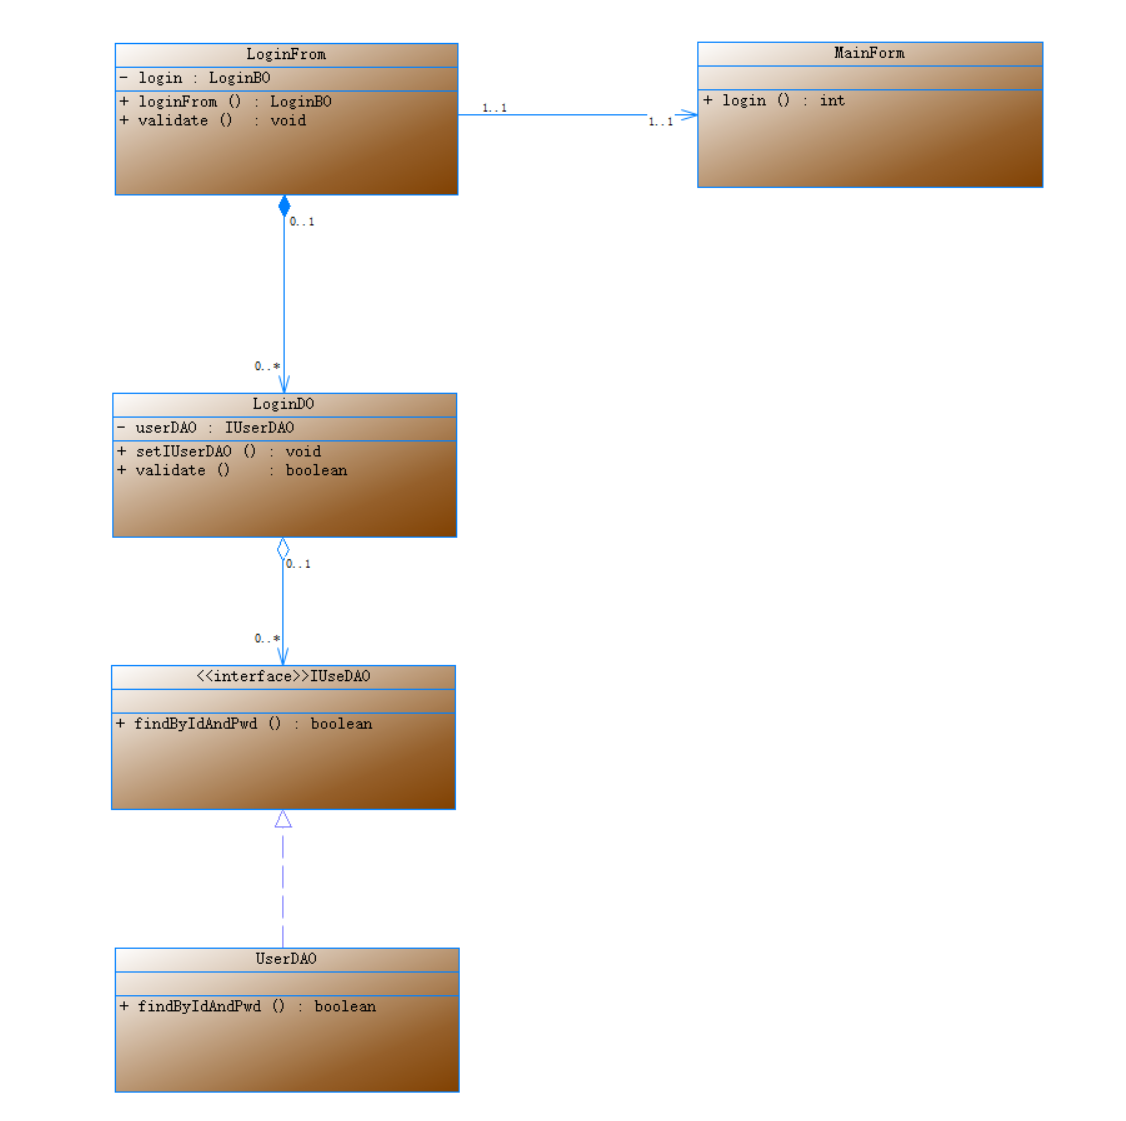 LoginFrom
- login : LoginBO
+ loginFrom () : LoginBO
+ validate () : void
1..1
1..1
MainForm
+ login () : int
0..1
0..*
LoginDO
- userDAO : IUserDAO
+ setIUserDAO () : void
+ validate () : boolean
0..1
0..*
<<interface>>IUseDAO
+ findByIdAndPwd () : boolean
UserDAO
+ findByIdAndPwd () : boolean